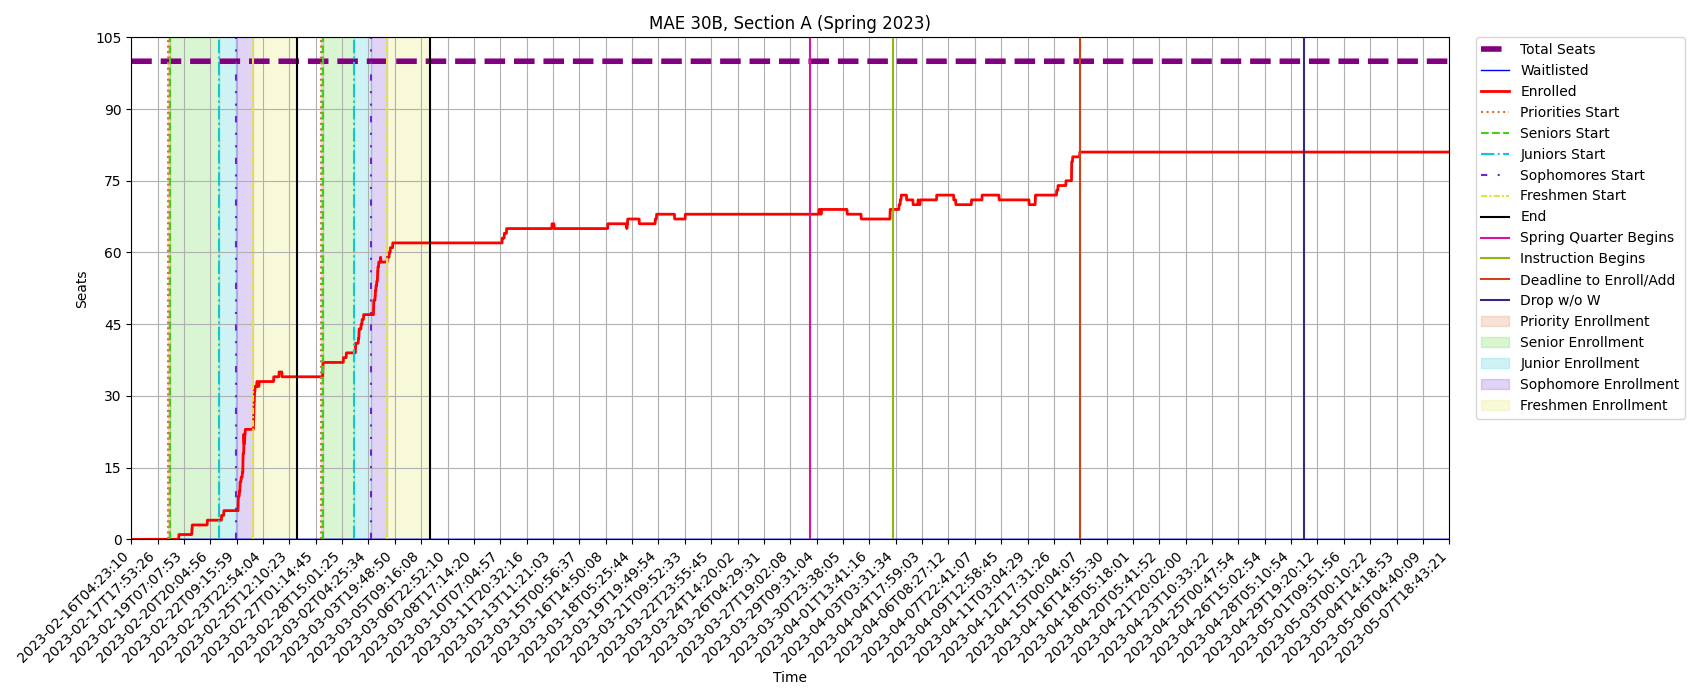 MAE 30B, Section A (Spring 2023)
105
90
75
60
45
30
15
0
Seats
2023-02-16T04:23:10
2023-02-17T17:53:26
2023-02-19T07:07:53
2023-02-20T20:04:56
2023-02-22T09:15:59
2023-02-23T22:54:04
2023-02-25T12:10:23
2023-02-27T01:14:45
2023-02-28T15:01:25
2023-03-02T04:25:34
2023-03-03T19:48:50
2023-03-05T09:16:08
2023-03-06T22:52:10
2023-03-08T17:14:20
2023-03-10T07:04:57
2023-03-11T20:32:16
2023-03-13T11:21:03
2023-03-15T00:56:37
2023-03-16T14:50:08
2023-03-18T05:25:44
2023-03-19T19:49:54
2023-03-21T09:52:33
2023-03-22T23:55:45
2023-03-24T14:20:02
2023-03-26T04:29:31
2023-03-27T19:02:08
2023-03-29T09:31:04
2023-03-30T23:38:05
2023-04-01T13:41:16
2023-04-03T03:31:34
2023-04-04T17:59:03
2023-04-06T08:27:12
2023-04-07T22:41:07
2023-04-09T12:58:45
2023-04-11T03:04:29
2023-04-12T17:31:26
2023-04-15T00:04:07
2023-04-16T14:55:30
2023-04-18T05:18:01
2023-04-20T05:41:52
2023-04-21T20:02:00
2023-04-23T10:33:22
2023-04-25T00:47:54
2023-04-26T15:02:54
2023-04-28T05:10:54
2023-04-29T19:20:12
2023-05-01T09:51:56
2023-05-03T00:10:22
2023-05-04T14:18:53
2023-05-06T04:40:09
2023-05-07T18:43:21
Time
Total Seats
Waitlisted
Enrolled
Priorities Start
Seniors Start
Juniors Start
Sophomores Start
Freshmen Start
End
Spring Quarter Begins
Instruction Begins
Deadline to Enroll/Add
Drop w/o W
Priority Enrollment
Senior Enrollment
Junior Enrollment
Sophomore Enrollment
Freshmen Enrollment